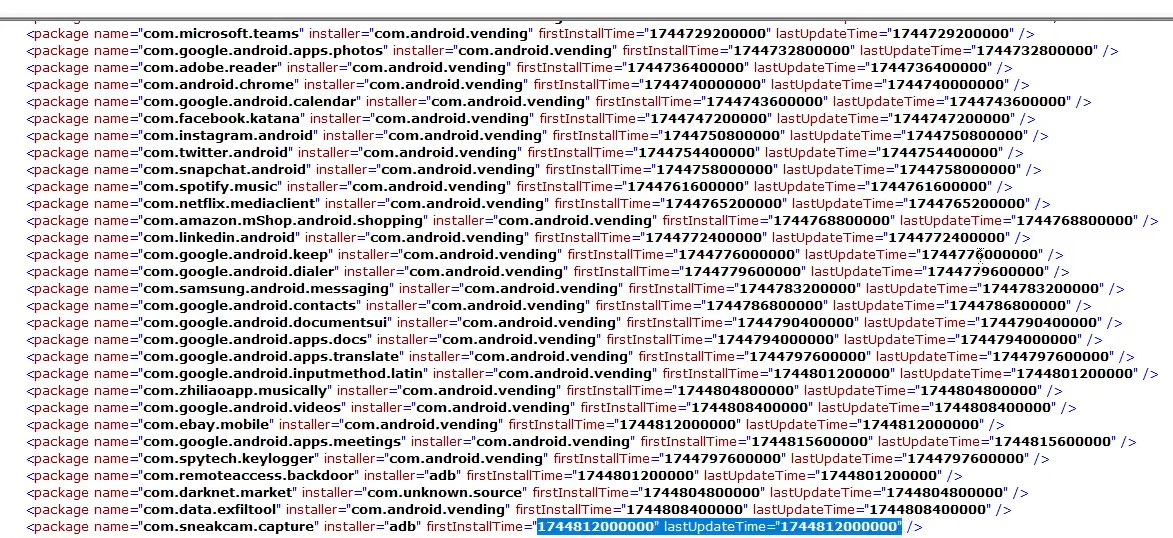 <package name="com.microsoft.teams" installer="com.android.vending" firstInstallTime="1744729200000" lastUpdateTime="1744729200000" />
<package name="com.google.android.apps.photos" installer="com.android.vending" firstInstallTime="1744732800000" lastUpdateTime="1744732800000" />
<package name="com.adobe.reader" installer="com.android.vending" firstInstallTime="1744736400000" lastUpdateTime="1744736400000" />
<package name="com.android.chrome" installer="com.android.vending" firstInstallTime="1744740000000" lastUpdateTime="1744740000000" />
<package name="com.google.android.calendar" installer="com.android.vending" firstInstallTime="1744743600000" lastUpdateTime="1744743600000" />
<package name="com.facebook.katana" installer="com.android.vending" firstInstallTime="1744747200000" lastUpdateTime="1744747200000" />
<package name="com.instagram.android" installer="com.android.vending" firstInstallTime="1744750800000" lastUpdateTime="1744750800000" />
<package name="com.twitter.android" installer="com.android.vending" firstInstallTime="1744754400000" lastUpdateTime="1744754400000" />
<package name="com.snapchat.android" installer="com.android.vending" firstInstallTime="1744758000000" lastUpdateTime="1744758000000" />
<package name="com.spotify.music" installer="com.android.vending" firstInstallTime="1744761600000" lastUpdateTime="1744761600000" />
<package name="com.netflix.mediaclient" installer="com.android.vending" firstInstallTime="1744765200000" lastUpdateTime="1744765200000" />
<package name="com.amazon.mShop.android.shopping" installer="com.android.vending" firstInstallTime="1744768800000" lastUpdateTime="1744768800000" />
<package name="com.linkedin.android" installer="com.android.vending" firstInstallTime="1744772400000" lastUpdateTime="1744772400000" />
<package name="com.google.android.keep" installer="com.android.vending" firstInstallTime="1744776000000" lastUpdateTime="1744776000000" />
<package name="com.google.android.dialer" installer="com.android.vending" firstInstallTime="1744779600000" lastUpdateTime="1744779600000" />
<package name="com.samsung.android.messaging" installer="com.android.vending" firstInstallTime="1744783200000" lastUpdateTime="1744783200000" />
<package name="com.google.android.contacts" installer="com.android.vending" firstInstallTime="1744786800000" lastUpdateTime="1744786800000" />
<package name="com.google.android.documentsui" installer="com.android.vending" firstInstallTime="1744790400000" lastUpdateTime="1744790400000" />
<package name="com.google.android.apps.docs" installer="com.android.vending" firstInstallTime="1744794000000" lastUpdateTime="1744794000000" />
<package name="com.google.android.apps.translate" installer="com.android.vending" firstInstallTime="1744797600000" lastUpdateTime="1744797600000" />
<package name="com.google.android.inputmethod.latin" installer="com.android.vending" firstInstallTime="1744801200000" lastUpdateTime="1744801200000" />
<package name="com.zhiliaoapp.musically" installer="com.android.vending" firstInstallTime="1744804800000" lastUpdateTime="1744804800000" />
<package name="com.google.android.videos" installer="com.android.vending" firstInstallTime="1744808400000" lastUpdateTime="1744808400000" />
<package name="com.ebay.mobile" installer="com.android.vending" firstInstallTime="1744812000000" lastUpdateTime="1744812000000" />
<package name="com.google.android.apps.meetings" installer="com.android.vending" firstInstallTime="1744815600000" lastUpdateTime="1744815600000" />
<package name="com.spytech.keylogger" installer="com.android.vending" firstInstallTime="1744797600000" lastUpdateTime="1744797600000" />
<package name="com.remoteaccess.backdoor" installer="adb" firstInstallTime="1744801200000" lastUpdateTime="1744801200000" />
<package name="com.darknet.market" installer="com.unknown.source" firstInstallTime="1744804800000" lastUpdateTime="1744804800000" />
<package name="com.data.exfiltool" installer="com.android.vending" firstInstallTime="1744808400000" lastUpdateTime="1744808400000" />
<package name="com.sneakcam.capture" installer="adb" firstInstallTime="1744812000000" lastUpdateTime="1744812000000" />